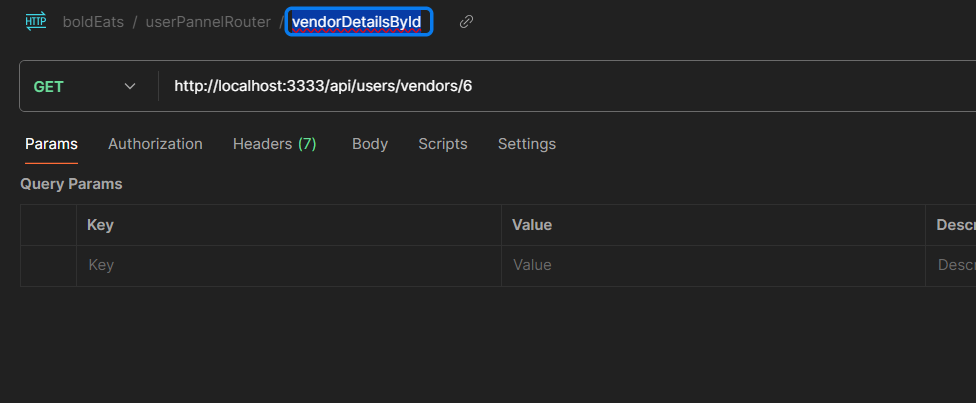 HTTP boldEats / userPannelRouter / vendorDetailsById
GET http://localhost:3333/api/users/vendors/6
Params Authorization Headers (7) Body Scripts Settings
Query Params
Key Value Descr
Key Value Descr